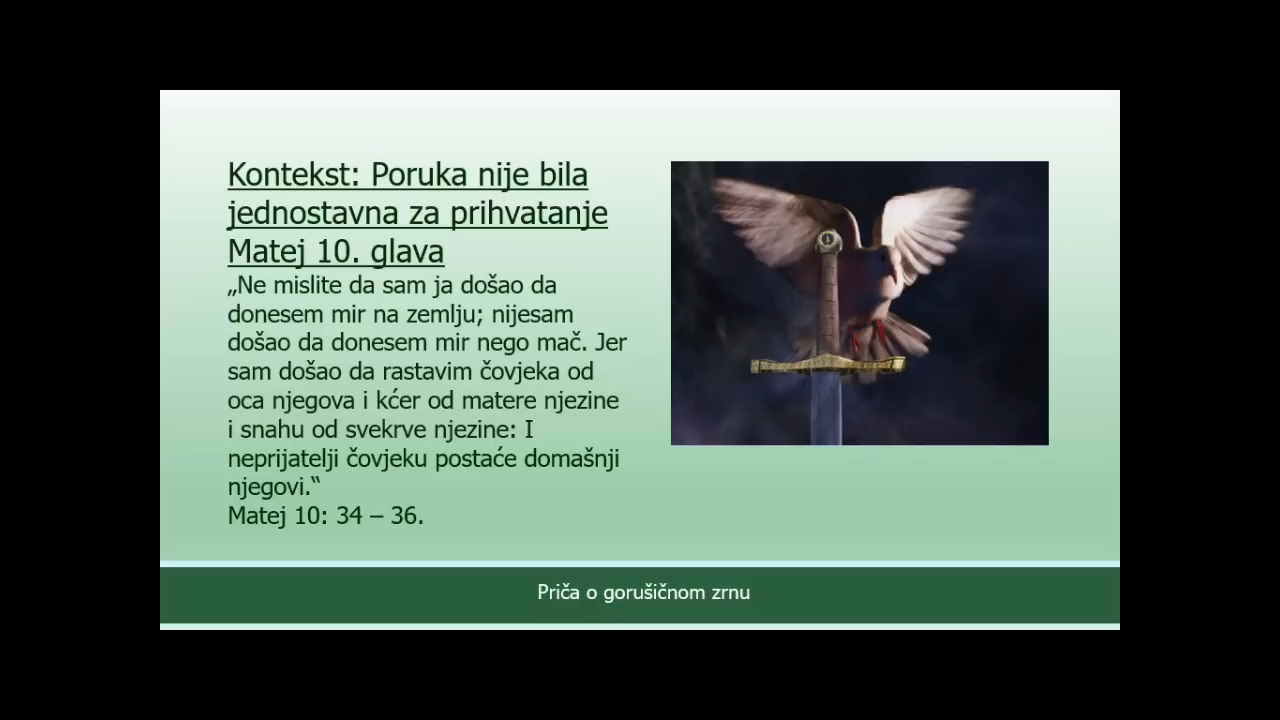 Kontekst: Poruka nije bila
jednostavna za prihvatanje
Matej 10. glava
„Ne mislite da sam ja došao da
donesem mir na zemlju; nijesam
došao da donesem mir nego mač. Jer
sam došao da rastavim čovjeka od
oca njegova i kćer od matere njezine
i snahu od svekrve njezine: I
neprijatelji čovjeku postaće domašnji
njegovi.“
Matej 10: 34 – 36.
Priča o gorušičnom zrnu